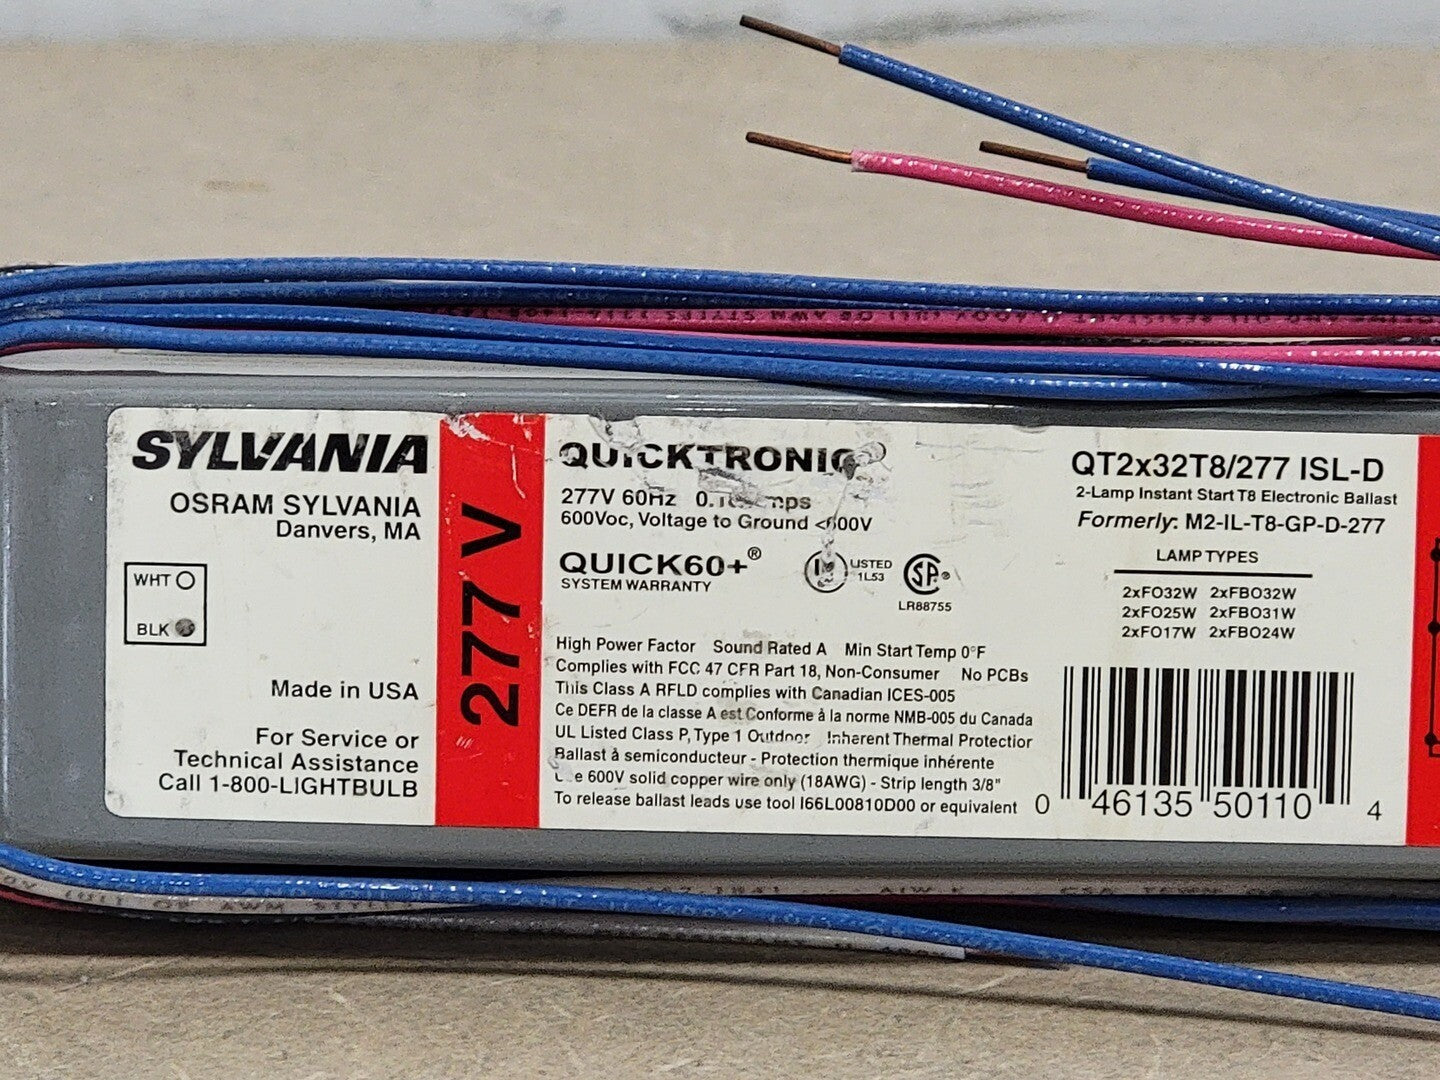 SYLVANIA
OSRAM SYLVANIA
Danvers, MA
WHT
BLK
Made in USA
For Service or
Technical Assistance
Call 1-800-LIGHTBULB
277 V
QUICKTRONIC
277V 60Hz
600Voc, Voltage to Ground <600V
QUICK60+®
SYSTEM WARRANTY
LISTED
1L53
LR88755
High Power Factor Sound Rated A Min Start Temp 0°F
Complies with FCC 47 CFR Part 18, Non-Consumer No PCBs
This Class A RFLD complies with Canadian ICES-005
Ce DEFR de la classe A est Conforme à la norme NMB-005 du Canada
UL Listed Class P, Type 1 Outdoor Inherent Thermal Protection
Ballast à semiconducteur - Protection thermique inhérente
Use 600V solid copper wire only (18AWG) - Strip length 3/8"
To release ballast leads use tool I66L00810D00 or equivalent
QT2x32T8/277 ISL-D
2-Lamp Instant Start T8 Electronic Ballast
Formerly: M2-IL-T8-GP-D-277
LAMP TYPES
2xFO32W 2xFBO32W
2xFO25W 2xFBO31W
2xFO17W 2xFBO24W
0 46135 50110 4